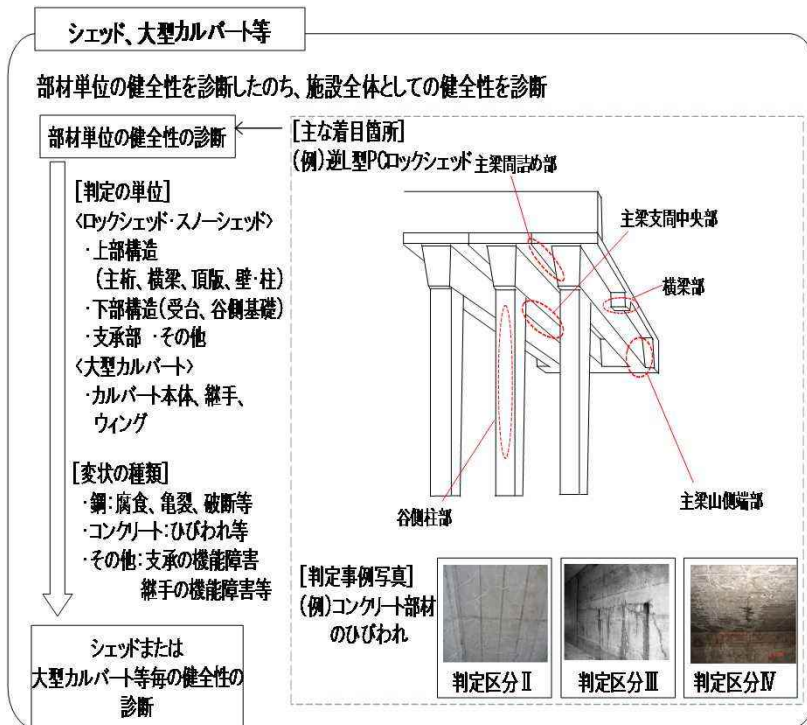 シェッド、大型カルバート等
部材単位の健全性を診断したのち、施設全体としての健全性を診断
部材単位の健全性の診断
[判定の単位]
〈ロックシェッド・スノーシェッド〉
・上部構造
(主桁、横梁、頂版、壁・柱)
・下部構造(受台、谷側基礎)
・支承部 ・その他
〈大型カルバート〉
・カルバート本体、継手、
ウィング
[変状の種類]
・鋼:腐食、亀裂、破断等
・コンクリート:ひびわれ等
・その他:支承の機能障害
継手の機能障害等
シェッドまたは
大型カルバート等毎の健全性の
診断
[主な着目箇所]
(例)逆L型PCロックシェッド
主梁間詰め部
主梁支間中央部
横梁部
主梁山側端部
谷側柱部
[判定事例写真]
(例)コンクリート部材
のひびわれ
判定区分Ⅱ
判定区分Ⅲ
判定区分Ⅳ